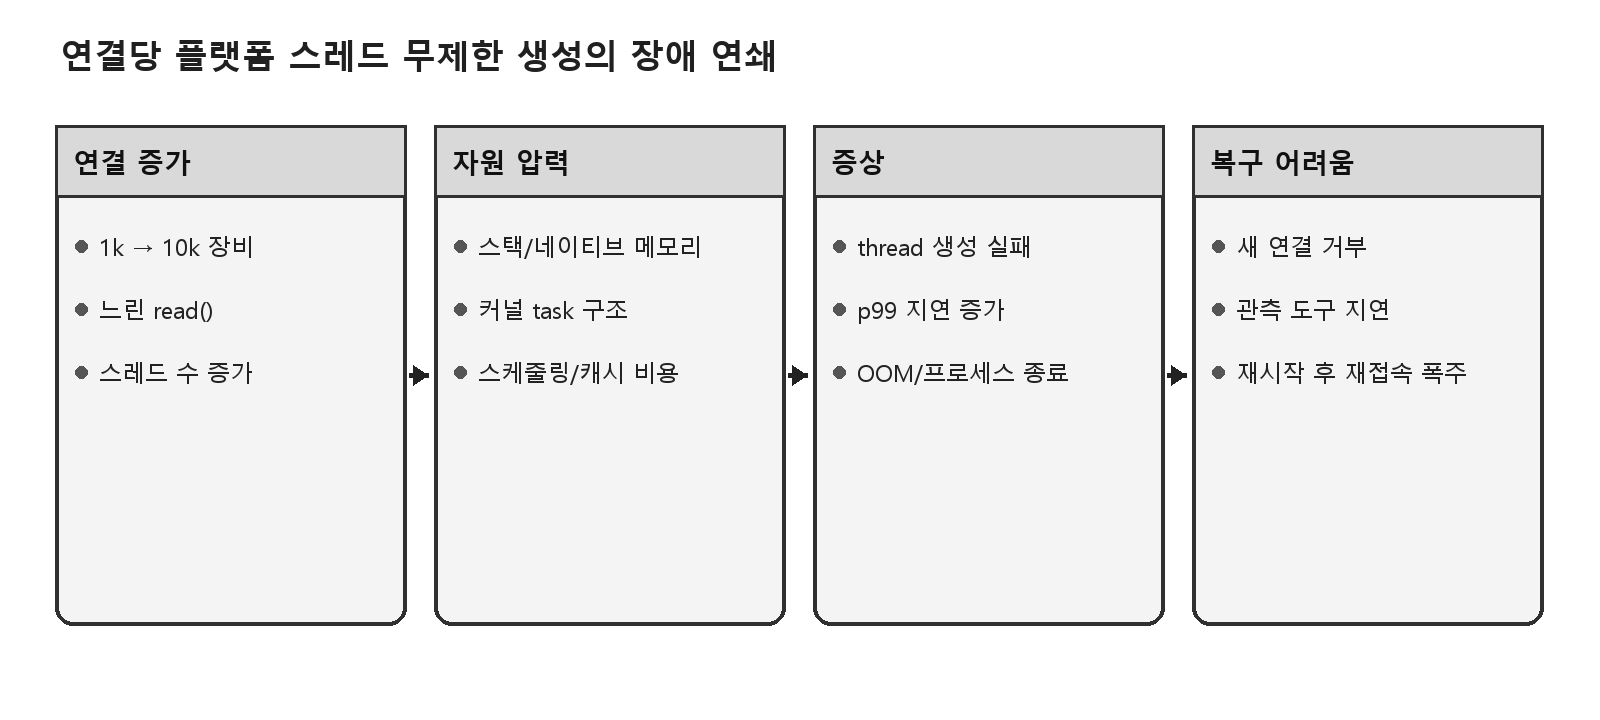 연결당 플랫폼 스레드 무제한 생성의 장애 연쇄
연결 증가
1k → 10k 장비
느린 read()
스레드 수 증가
자원 압력
스택/네이티브 메모리
커널 task 구조
스케줄링/캐시 비용
증상
thread 생성 실패
p99 지연 증가
OOM/프로세스 종료
복구 어려움
새 연결 거부
관측 도구 지연
재시작 후 재접속 폭주